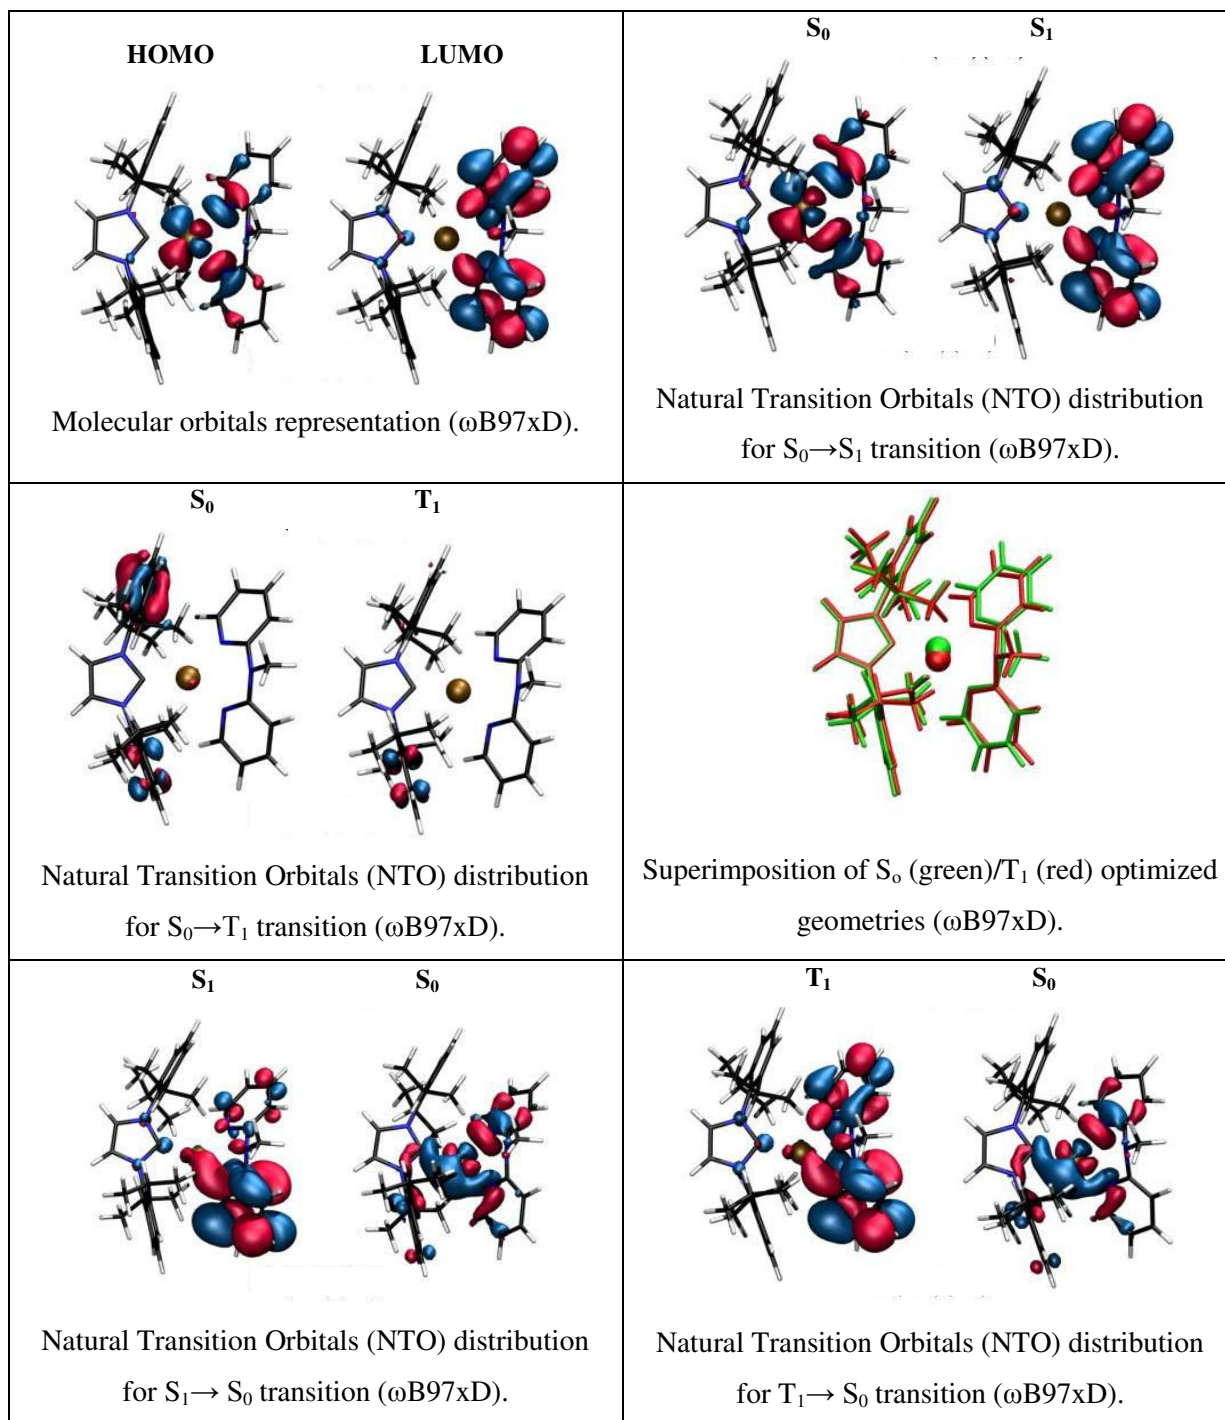 HOMO LUMO
Molecular orbitals representation (ωB97xD).
S₀ S₁
Natural Transition Orbitals (NTO) distribution
for S₀→S₁ transition (ωB97xD).
S₀ T₁
Natural Transition Orbitals (NTO) distribution
for S₀→T₁ transition (ωB97xD).
Superimposition of Sₒ (green)/T₁ (red) optimized
geometries (ωB97xD).
S₁ S₀
Natural Transition Orbitals (NTO) distribution
for S₁→ S₀ transition (ωB97xD).
T₁ S₀
Natural Transition Orbitals (NTO) distribution
for T₁→ S₀ transition (ωB97xD).